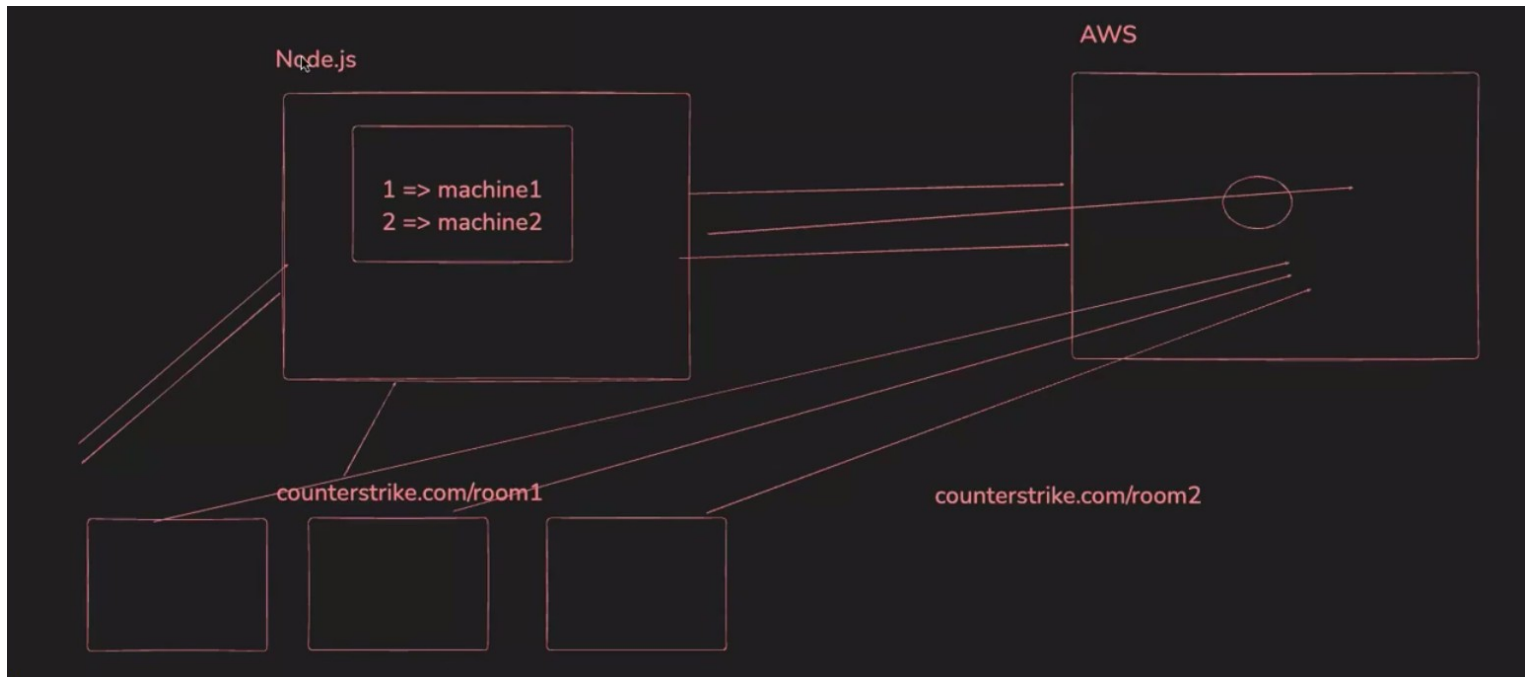 AWS
Node.js
1 => machine1
2 => machine2
counterstrike.com/room1
counterstrike.com/room2